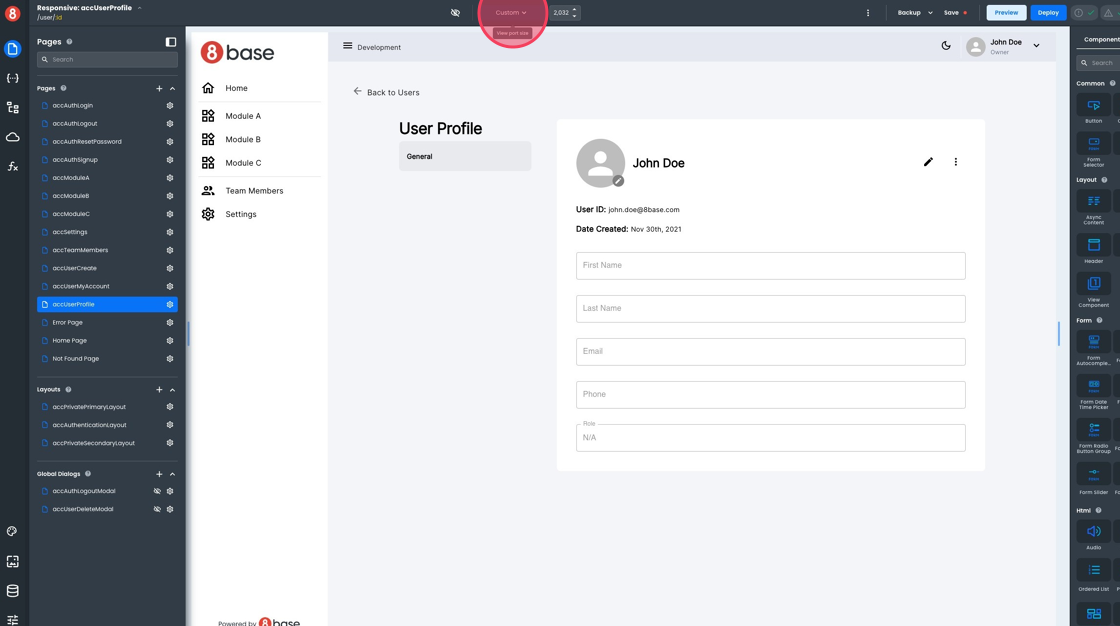 8
Responsive: accUserProfile
/user/:id
Custom
View port size
2,032
Backup
Save
Preview
Deploy
Pages
Search
Pages
accAuthLogin
accAuthLogout
accAuthResetPassword
accAuthSignup
accModuleA
accModuleB
accModuleC
accSettings
accTeamMembers
accUserCreate
accUserMyAccount
accUserProfile
Error Page
Home Page
Not Found Page
Layouts
accPrivatePrimaryLayout
accAuthenticationLayout
accPrivateSecondaryLayout
Global Dialogs
accAuthLogoutModal
accUserDeleteModal
8base
Home
Module A
Module B
Module C
Team Members
Settings
Powered by 8base
Development
John Doe
Owner
Back to Users
User Profile
General
John Doe
User ID: john.doe@8base.com
Date Created: Nov 30th, 2021
First Name
Last Name
Email
Phone
Role
N/A
Component
Search
Common
Button
Form
Selector
Layout
Async
Content
Header
View
Component
Form
Form
Autocomple...
Form Date
Time Picker
Form Radio
Button Group
Form Slider
Html
Audio
Ordered List